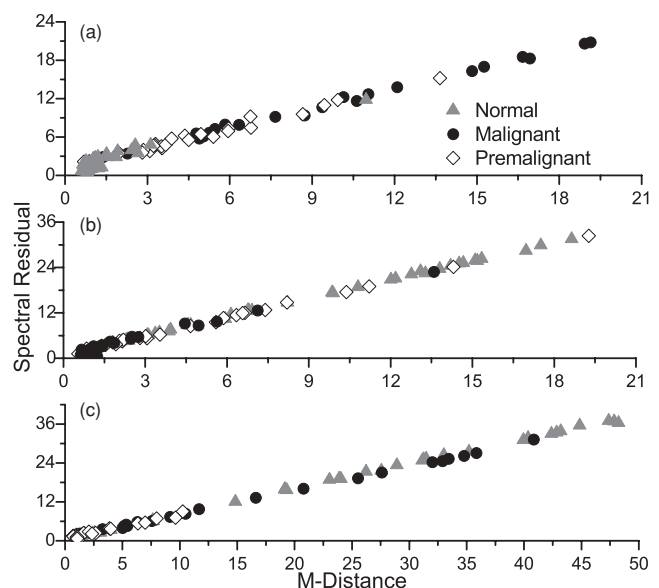 (a)
24
18
12
6
0
0 3 6 9 12 15 18 21
Normal
Malignant
Premalignant
(b)
36
24
12
0
0 3 6 9 12 15 18 21
Spectral Residual
(c)
36
24
12
0
0 5 10 15 20 25 30 35 40 45 50
M-Distance